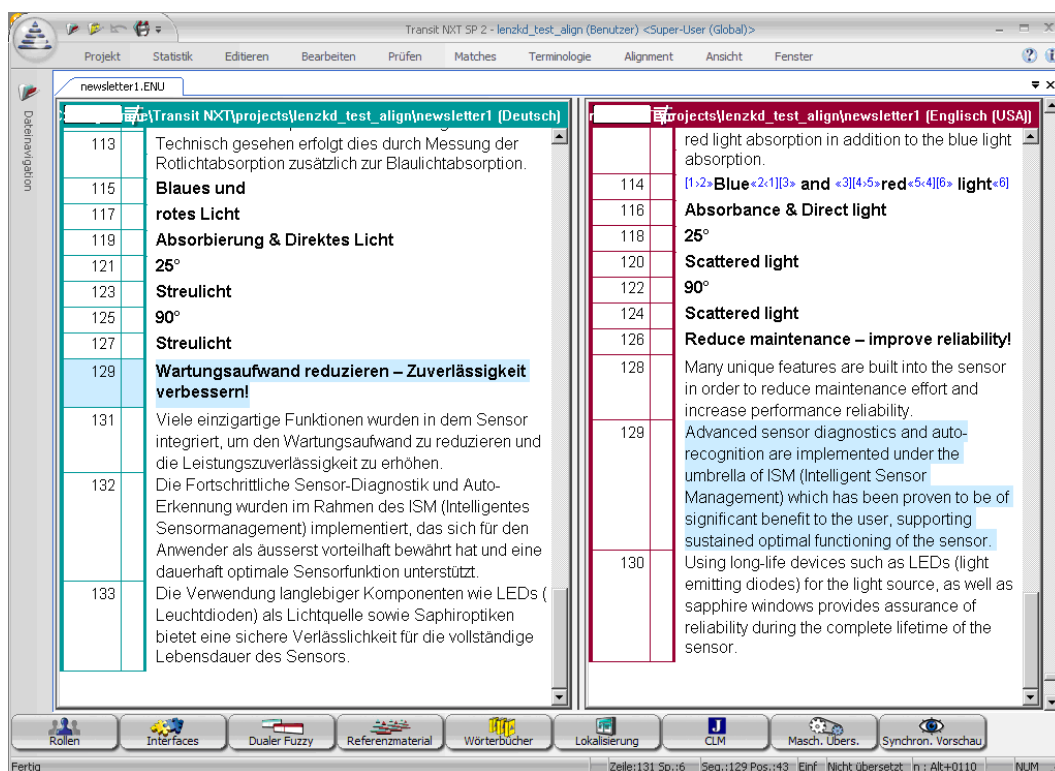 Transit NXT SP 2 - lenzkd_test_align (Benutzer) <Super-User (Global)>
Projekt Statistik Editieren Bearbeiten Prüfen Matches Terminologie Alignment Ansicht Fenster
newsletter1.ENU
Dateinavigation
\Transit NXT\projects\lenzkd_test_align\newsletter1 (Deutsch)
113 Technisch gesehen erfolgt dies durch Messung der
Rotlichtabsorption zusätzlich zur Blaulichtabsorption.
115 Blaues und
117 rotes Licht
119 Absorbierung & Direktes Licht
121 25°
123 Streulicht
125 90°
127 Streulicht
129 Wartungsaufwand reduzieren – Zuverlässigkeit
verbessern!
131 Viele einzigartige Funktionen wurden in dem Sensor
integriert, um den Wartungsaufwand zu reduzieren und
die Leistungszuverlässigkeit zu erhöhen.
132 Die Fortschrittliche Sensor-Diagnostik und Auto-
Erkennung wurden im Rahmen des ISM (Intelligentes
Sensormanagement) implementiert, das sich für den
Anwender als äusserst vorteilhaft bewährt hat und eine
dauerhaft optimale Sensorfunktion unterstützt.
133 Die Verwendung langlebiger Komponenten wie LEDs (
Leuchtdioden) als Lichtquelle sowie Saphiroptiken
bietet eine sichere Verlässlichkeit für die vollständige
Lebensdauer des Sensors.
ojects\lenzkd_test_align\newsletter1 (Englisch (USA))
red light absorption in addition to the blue light
absorption.
114 [1›2»Blue«2‹1][3» and «3][4›5»red«5‹4][6» light«6]
116 Absorbance & Direct light
118 25°
120 Scattered light
122 90°
124 Scattered light
126 Reduce maintenance – improve reliability!
128 Many unique features are built into the sensor
in order to reduce maintenance effort and
increase performance reliability.
129 Advanced sensor diagnostics and auto-
recognition are implemented under the
umbrella of ISM (Intelligent Sensor
Management) which has been proven to be of
significant benefit to the user, supporting
sustained optimal functioning of the sensor.
130 Using long-life devices such as LEDs (light
emitting diodes) for the light source, as well as
sapphire windows provides assurance of
reliability during the complete lifetime of the
sensor.
Rollen Interfaces Dualer Fuzzy Referenzmaterial Wörterbücher Lokalisierung CLM Masch. Übers. Synchron. Vorschau
Fertig Zeile:131 Sp.:6 Seg.:129 Pos.:43 Einf Nicht übersetzt n : Alt+0110 NUM